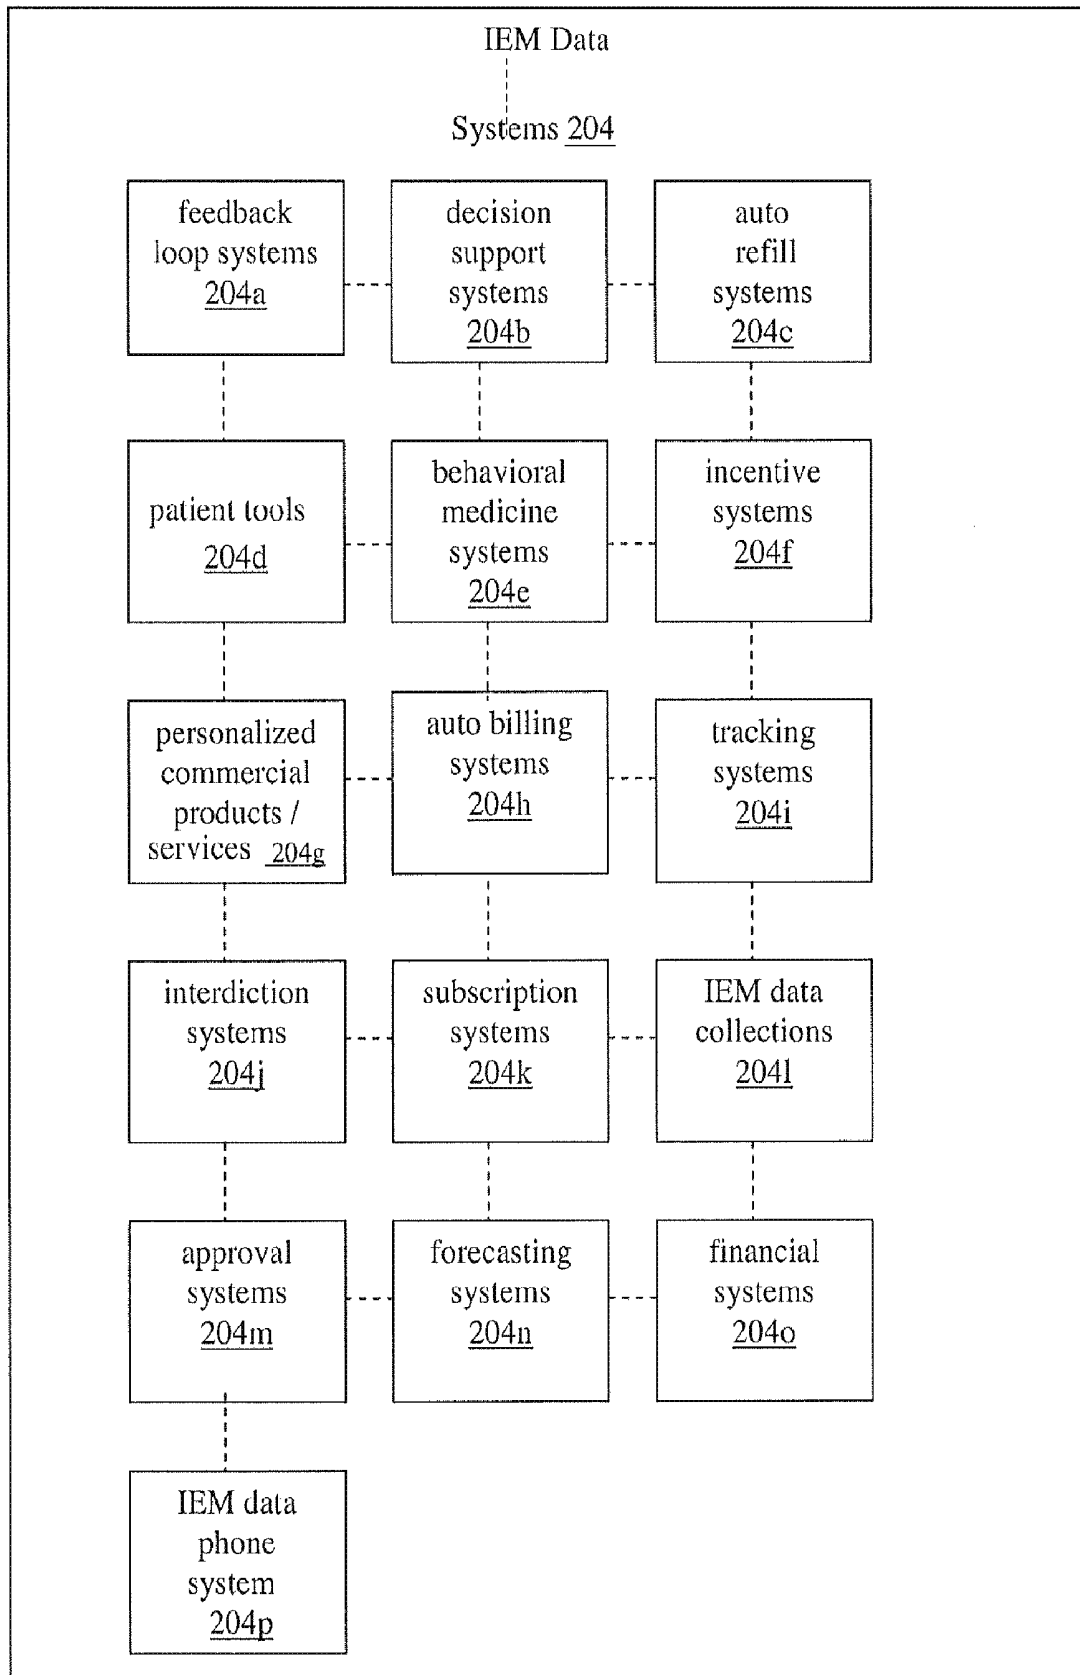 IEM Data
Systems 204
feedback
loop systems
204a
decision
support
systems
204b
auto
refill
systems
204c
patient tools
204d
behavioral
medicine
systems
204e
incentive
systems
204f
personalized
commercial
products /
services 204g
auto billing
systems
204h
tracking
systems
204i
interdiction
systems
204j
subscription
systems
204k
IEM data
collections
204l
approval
systems
204m
forecasting
systems
204n
financial
systems
204o
IEM data
phone
system
204p